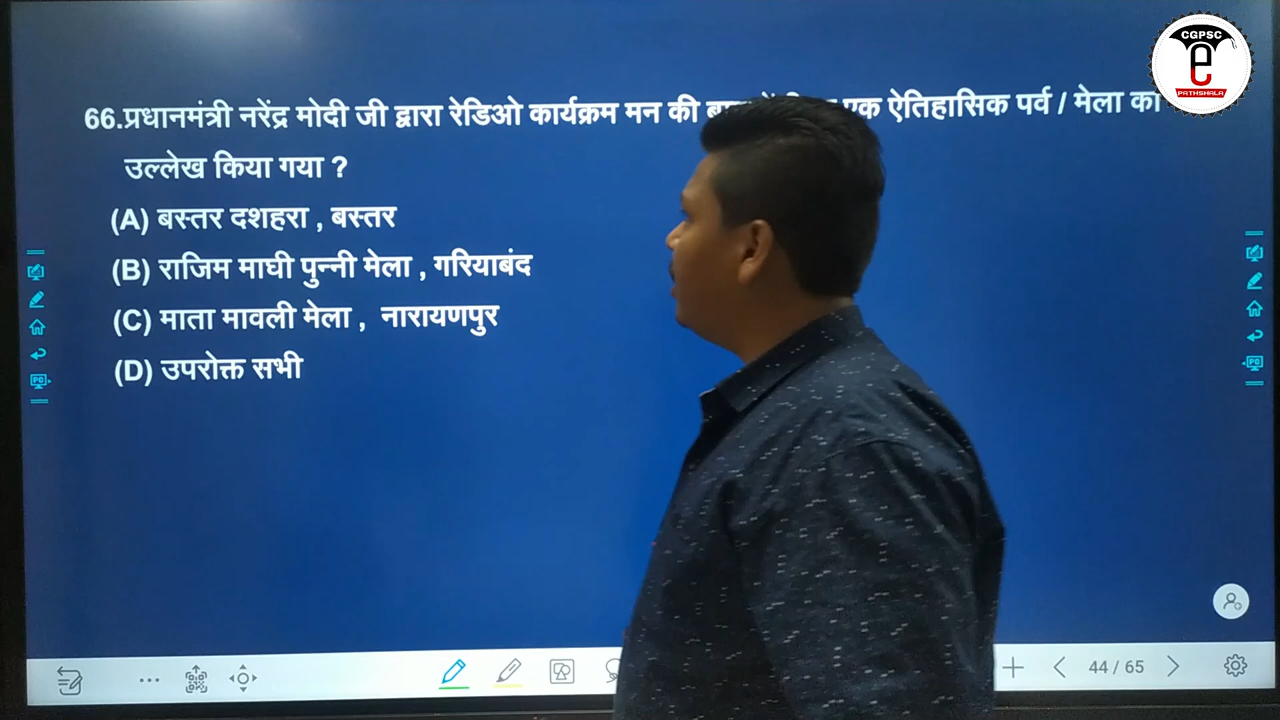 CGPSC
e
PATHSHALA
66.प्रधानमंत्री नरेंद्र मोदी जी द्वारा रेडिओ कार्यक्रम मन की एक ऐतिहासिक पर्व / मेला का
उल्लेख किया गया ?
(A) बस्तर दशहरा , बस्तर
(B) राजिम माघी पुन्नी मेला , गरियाबंद
(C) माता मावली मेला , नारायणपुर
(D) उपरोक्त सभी
44 / 65